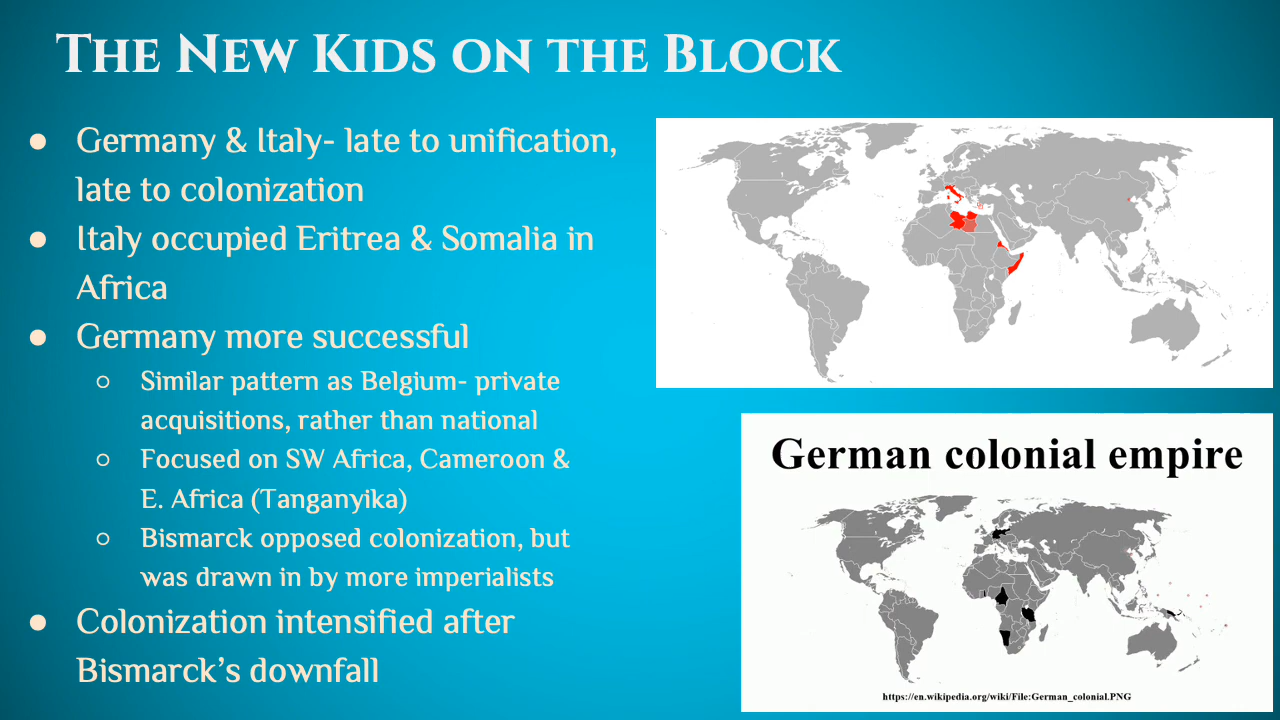 The New Kids on the Block
● Germany & Italy- late to unification,
late to colonization
● Italy occupied Eritrea & Somalia in
Africa
● Germany more successful
○ Similar pattern as Belgium- private
acquisitions, rather than national
○ Focused on SW Africa, Cameroon &
E. Africa (Tanganyika)
○ Bismarck opposed colonization, but
was drawn in by more imperialists
● Colonization intensified after
Bismarck’s downfall
German colonial empire
https://en.wikipedia.org/wiki/File:German_colonial.PNG